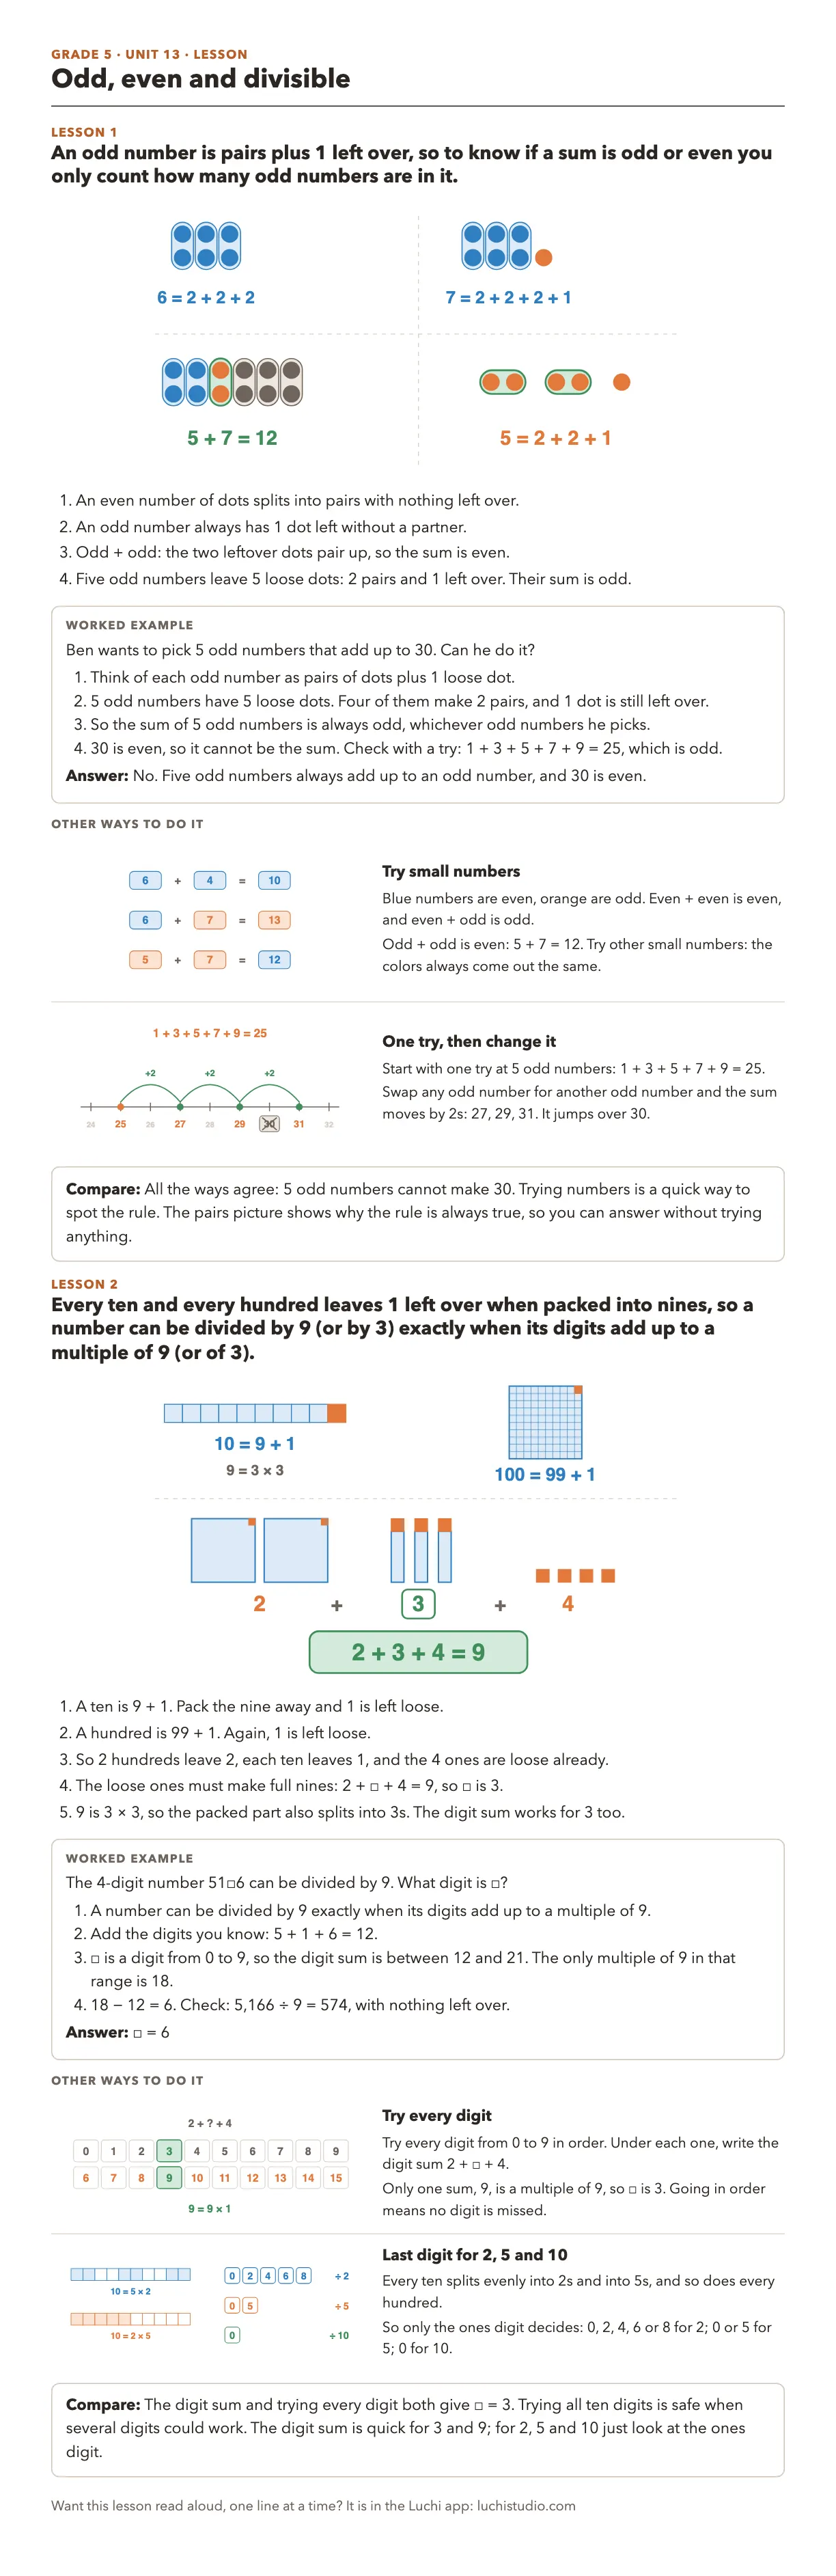 GRADE 5 · UNIT 13 · LESSON
Odd, even and divisible
LESSON 1
An odd number is pairs plus 1 left over, so to know if a sum is odd or even you
only count how many odd numbers are in it.
6 = 2 + 2 + 2
7 = 2 + 2 + 2 + 1
5 + 7 = 12
5 = 2 + 2 + 1
1. An even number of dots splits into pairs with nothing left over.
2. An odd number always has 1 dot left without a partner.
3. Odd + odd: the two leftover dots pair up, so the sum is even.
4. Five odd numbers leave 5 loose dots: 2 pairs and 1 left over. Their sum is odd.
WORKED EXAMPLE
Ben wants to pick 5 odd numbers that add up to 30. Can he do it?
1. Think of each odd number as pairs of dots plus 1 loose dot.
2. 5 odd numbers have 5 loose dots. Four of them make 2 pairs, and 1 dot is still left over.
3. So the sum of 5 odd numbers is always odd, whichever odd numbers he picks.
4. 30 is even, so it cannot be the sum. Check with a try: 1 + 3 + 5 + 7 + 9 = 25, which is odd.
Answer: No. Five odd numbers always add up to an odd number, and 30 is even.
OTHER WAYS TO DO IT
6 + 4 = 10
6 + 7 = 13
5 + 7 = 12
Try small numbers
Blue numbers are even, orange are odd. Even + even is even,
and even + odd is odd.
Odd + odd is even: 5 + 7 = 12. Try other small numbers: the
colors always come out the same.
1 + 3 + 5 + 7 + 9 = 25
+2 +2 +2
24 25 26 27 28 29 30 31 32
One try, then change it
Start with one try at 5 odd numbers: 1 + 3 + 5 + 7 + 9 = 25.
Swap any odd number for another odd number and the sum
moves by 2s: 27, 29, 31. It jumps over 30.
Compare: All the ways agree: 5 odd numbers cannot make 30. Trying numbers is a quick way to
spot the rule. The pairs picture shows why the rule is always true, so you can answer without trying
anything.
LESSON 2
Every ten and every hundred leaves 1 left over when packed into nines, so a
number can be divided by 9 (or by 3) exactly when its digits add up to a
multiple of 9 (or of 3).
10 = 9 + 1
9 = 3 × 3
100 = 99 + 1
2 + 3 + 4
2 + 3 + 4 = 9
1. A ten is 9 + 1. Pack the nine away and 1 is left loose.
2. A hundred is 99 + 1. Again, 1 is left loose.
3. So 2 hundreds leave 2, each ten leaves 1, and the 4 ones are loose already.
4. The loose ones must make full nines: 2 + □ + 4 = 9, so □ is 3.
5. 9 is 3 × 3, so the packed part also splits into 3s. The digit sum works for 3 too.
WORKED EXAMPLE
The 4-digit number 51□6 can be divided by 9. What digit is □?
1. A number can be divided by 9 exactly when its digits add up to a multiple of 9.
2. Add the digits you know: 5 + 1 + 6 = 12.
3. □ is a digit from 0 to 9, so the digit sum is between 12 and 21. The only multiple of 9 in that
range is 18.
4. 18 − 12 = 6. Check: 5,166 ÷ 9 = 574, with nothing left over.
Answer: □ = 6
OTHER WAYS TO DO IT
2 + ? + 4
0 1 2 3 4 5 6 7 8 9
6 7 8 9 10 11 12 13 14 15
9 = 9 × 1
Try every digit
Try every digit from 0 to 9 in order. Under each one, write the
digit sum 2 + □ + 4.
Only one sum, 9, is a multiple of 9, so □ is 3. Going in order
means no digit is missed.
10 = 5 × 2
10 = 2 × 5
0 2 4 6 8 ÷ 2
0 5 ÷ 5
0 ÷ 10
Last digit for 2, 5 and 10
Every ten splits evenly into 2s and into 5s, and so does every
hundred.
So only the ones digit decides: 0, 2, 4, 6 or 8 for 2; 0 or 5 for
5; 0 for 10.
Compare: The digit sum and trying every digit both give □ = 3. Trying all ten digits is safe when
several digits could work. The digit sum is quick for 3 and 9; for 2, 5 and 10 just look at the ones
digit.
Want this lesson read aloud, one line at a time? It is in the Luchi app: luchistudio.com